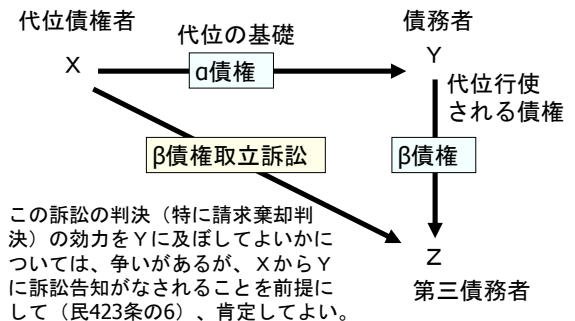 代位債権者
代位の基礎
債務者
X
α債権
Y
代位行使
される債権
β債権取立訴訟
β債権
この訴訟の判決（特に請求棄却判
決）の効力をＹに及ぼしてよいかに
ついては、争いがあるが、ＸからＹ
に訴訟告知がなされることを前提に
して（民423条の6）、肯定してよい。
Z
第三債務者